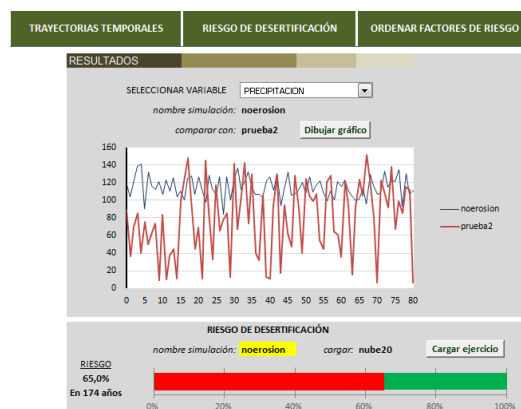 TRAYECTORIAS TEMPORALES RIESGO DE DESERTIFICACIÓN ORDENAR FACTORES DE RIESGO
RESULTADOS
SELECCIONAR VARIABLE PRECIPITACION
nombre simulación: noerosion
comparar con: prueba2 Dibujar gráfico
160
140
120
100
80
60
40
20
0
noerosion
prueba2
0 5 10 15 20 25 30 35 40 45 50 55 60 65 70 75 80
RIESGO DE DESERTIFICACIÓN
nombre simulación: noerosion cargar: nube20 Cargar ejercicio
RIESGO
65,0%
En 174 años
0% 20% 40% 60% 80% 100%